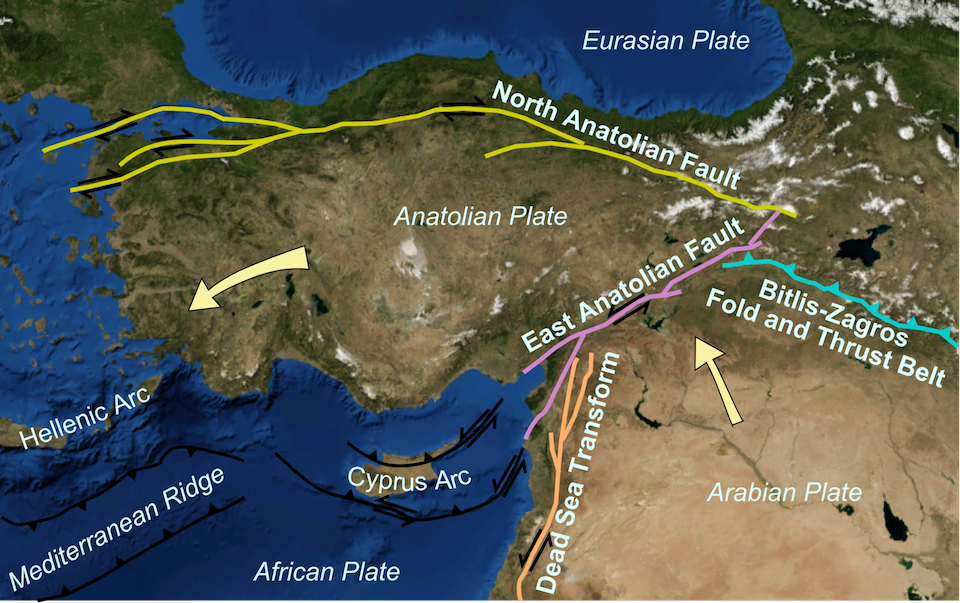 Eurasian Plate
North Anatolian Fault
Anatolian Plate
East Anatolian Fault
Bitlis-Zagros
Fold and Thrust Belt
Hellenic Arc
Cyprus Arc
Mediterranean Ridge
Dead Sea Transform
Arabian Plate
African Plate